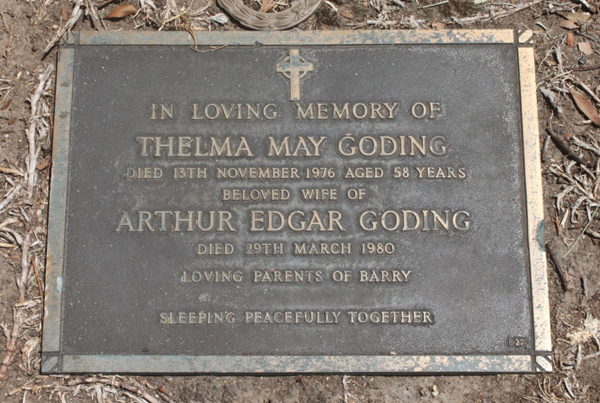 IN LOVING MEMORY OF
THELMA MAY GODING
DIED 13TH NOVEMBER 1976 AGED 58 YEARS
BELOVED WIFE OF
ARTHUR EDGAR GODING
DIED 29TH MARCH 1980
LOVING PARENTS OF BARRY
SLEEPING PEACEFULLY TOGETHER